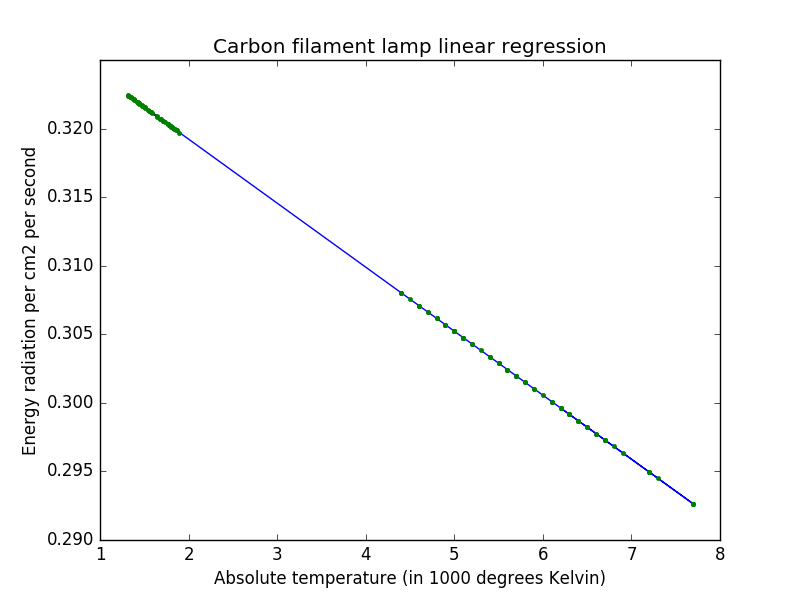 Carbon filament lamp linear regression
Energy radiation per cm2 per second
0.320
0.315
0.310
0.305
0.300
0.295
0.290
1 2 3 4 5 6 7 8
Absolute temperature (in 1000 degrees Kelvin)